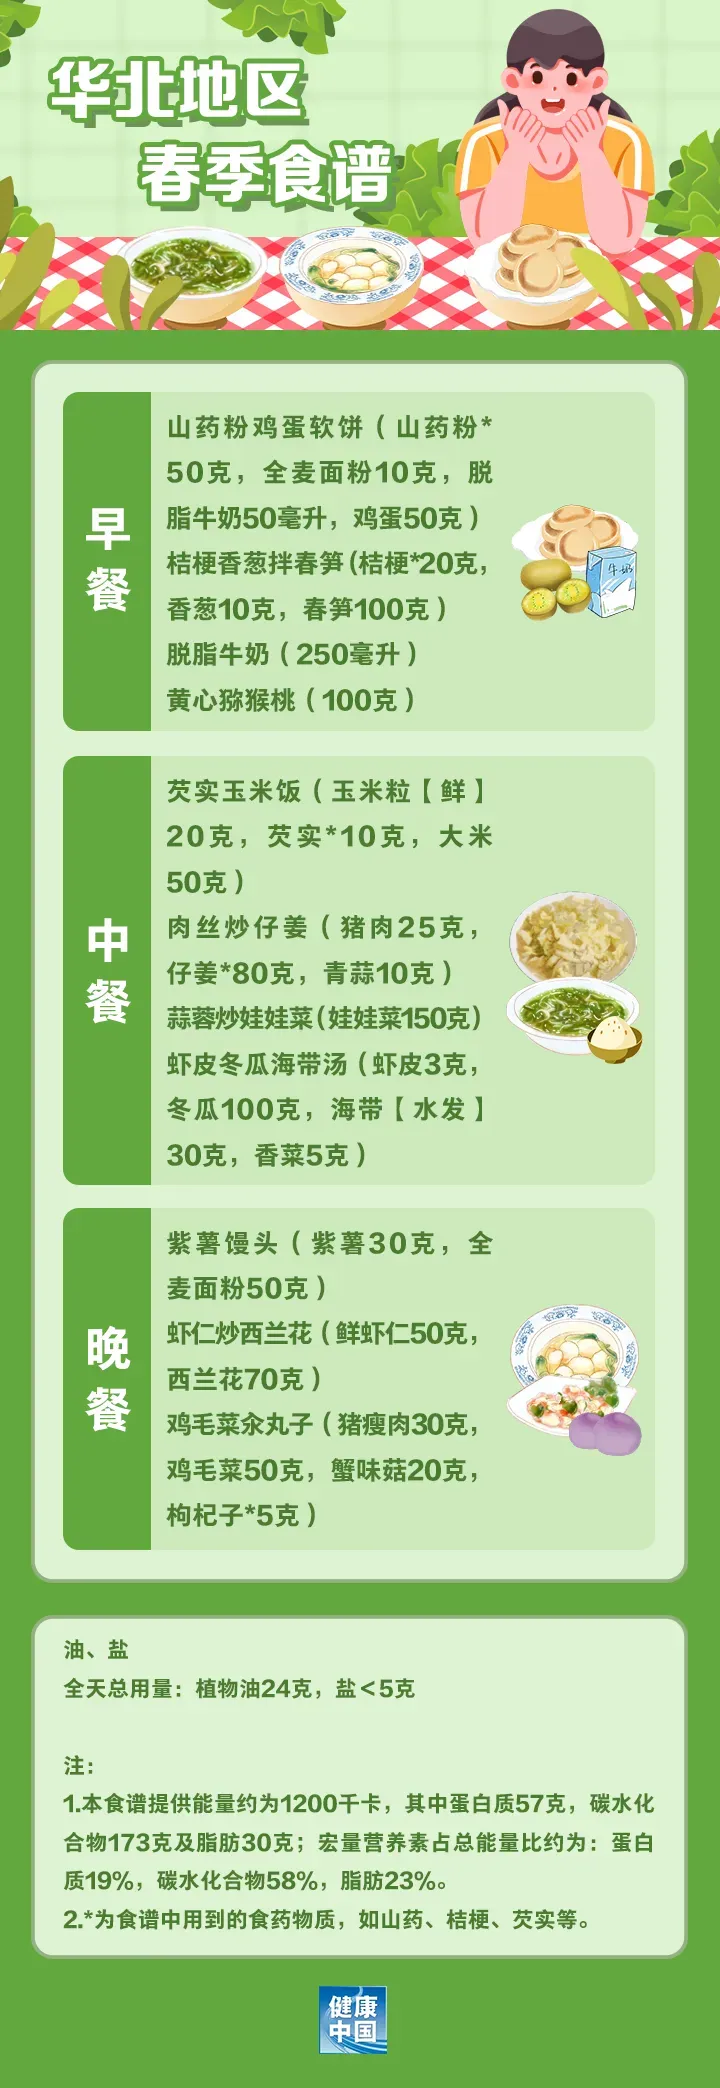 华北地区
春季食谱
早餐
山药粉鸡蛋软饼（山药粉*
50克，全麦面粉10克，脱
脂牛奶50毫升，鸡蛋50克）
桔梗香葱拌春笋（桔梗*20克，
香葱10克，春笋100克）
脱脂牛奶（250毫升）
黄心猕猴桃（100克）
牛奶
中餐
芡实玉米饭（玉米粒【鲜】
20克，芡实*10克，大米
50克）
肉丝炒仔姜（猪肉25克，
仔姜*80克，青蒜10克）
蒜蓉炒娃娃菜（娃娃菜150克）
虾皮冬瓜海带汤（虾皮3克，
冬瓜100克，海带【水发】
30克，香菜5克）
晚餐
紫薯馒头（紫薯30克，全
麦面粉50克）
虾仁炒西兰花（鲜虾仁50克，
西兰花70克）
鸡毛菜汆丸子（猪瘦肉30克，
鸡毛菜50克，蟹味菇20克，
枸杞子*5克）
油、盐
全天总用量：植物油24克，盐＜5克
注：
1.本食谱提供能量约为1200千卡，其中蛋白质57克，碳水化
合物173克及脂肪30克；宏量营养素占总能量比约为：蛋白
质19%，碳水化合物58%，脂肪23%。
2.*为食谱中用到的食药物质，如山药、桔梗、芡实等。
健康
中国